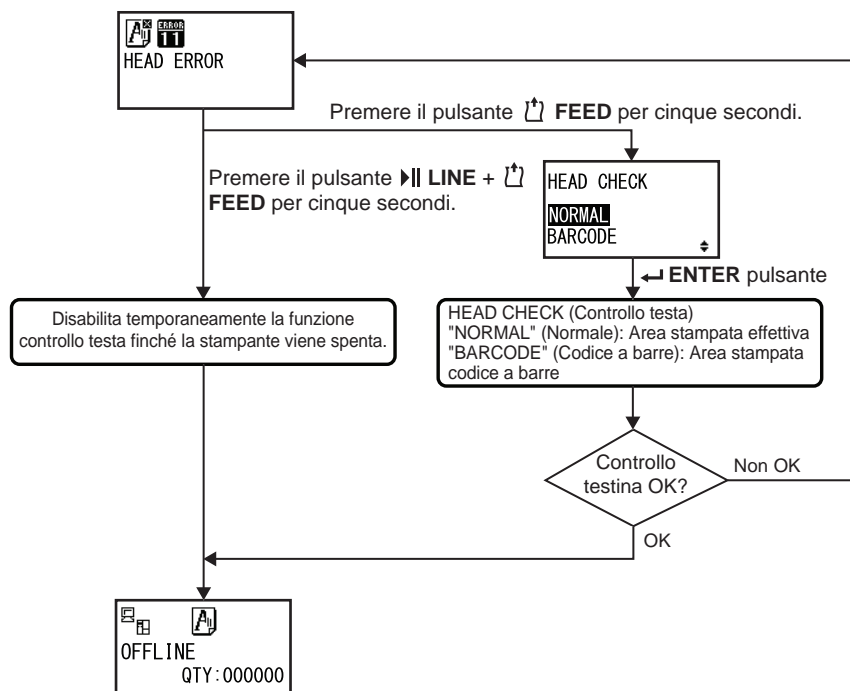 ERROR
11
HEAD ERROR
Premere il pulsante FEED per cinque secondi.
Premere il pulsante LINE +
FEED per cinque secondi.
HEAD CHECK
NORMAL
BARCODE
ENTER pulsante
Disabilita temporaneamente la funzione
controllo testa finché la stampante viene spenta.
HEAD CHECK (Controllo testa)
"NORMAL" (Normale): Area stampata effettiva
"BARCODE" (Codice a barre): Area stampata
codice a barre
Controllo
testina OK?
Non OK
OK
OFFLINE
QTY:000000